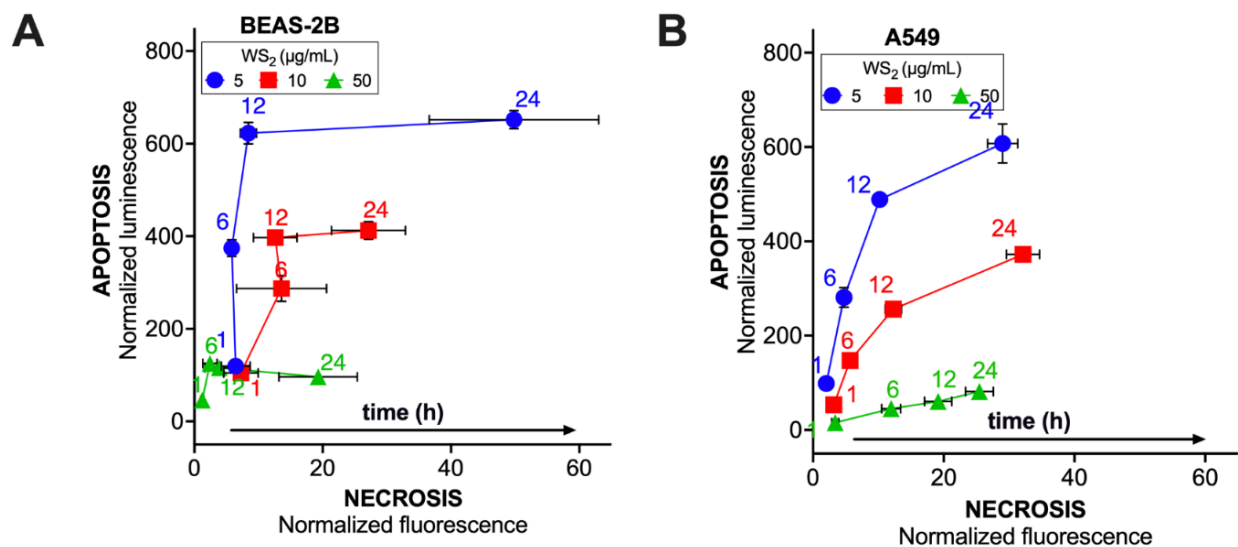 A
BEAS-2B
WS₂ (µg/mL)
5 10 50
800
600
400
200
0
APOPTOSIS
Normalized luminescence
1
6
12
24
1
6
12
24
1
6
12
24
time (h)
0 20 40 60
NECROSIS
Normalized fluorescence
B
A549
WS₂ (µg/mL)
5 10 50
800
600
400
200
0
APOPTOSIS
Normalized luminescence
1
6
12
24
1
6
12
24
1
6
12
24
time (h)
0 20 40 60
NECROSIS
Normalized fluorescence